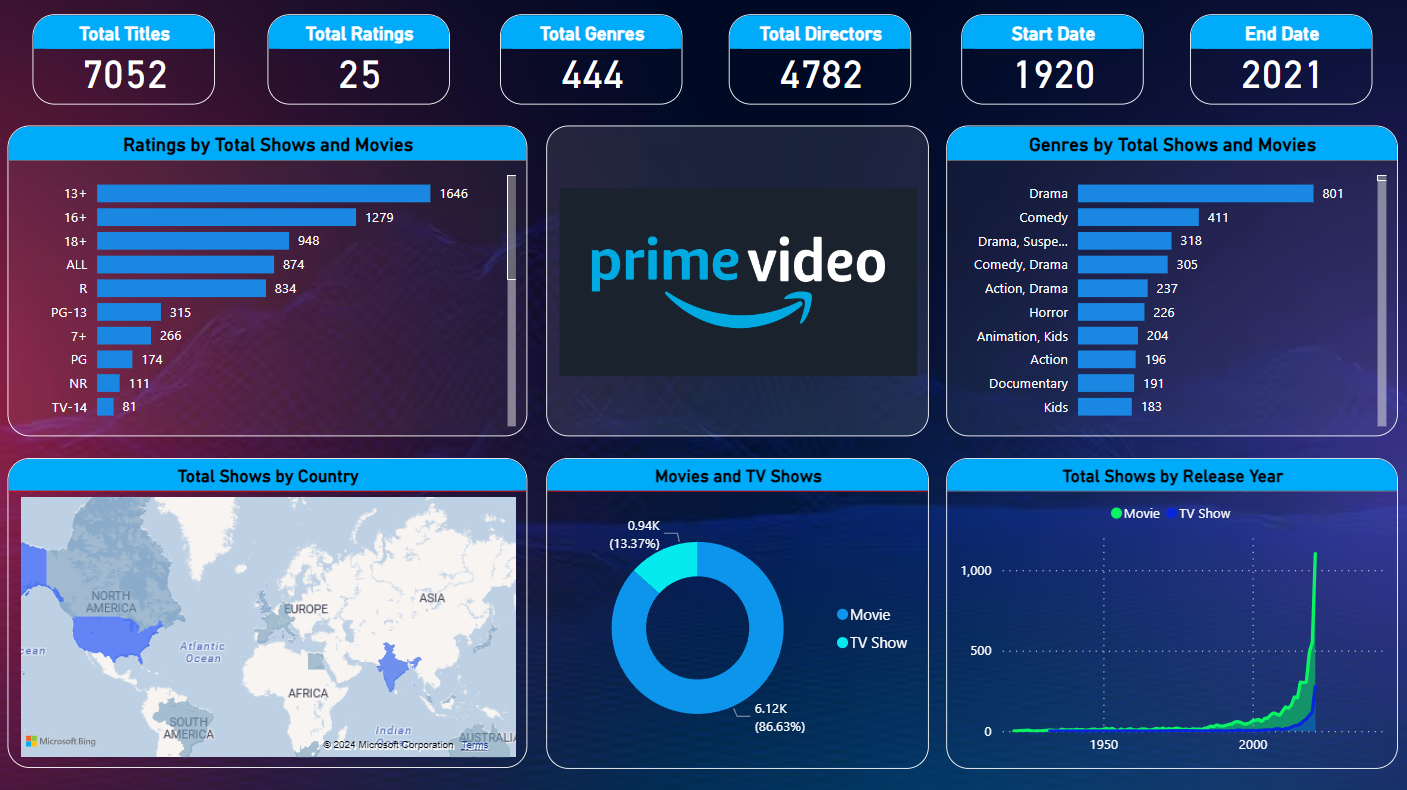 Total Titles
7052
Total Ratings
25
Total Genres
444
Total Directors
4782
Start Date
1920
End Date
2021
Ratings by Total Shows and Movies
13+ 1646
16+ 1279
18+ 948
ALL 874
R 834
PG-13 315
7+ 266
PG 174
NR 111
TV-14 81
prime video
Genres by Total Shows and Movies
Drama 801
Comedy 411
Drama, Suspe... 318
Comedy, Drama 305
Action, Drama 237
Horror 226
Animation, Kids 204
Action 196
Documentary 191
Kids 183
Total Shows by Country
NORTH
AMERICA
EUROPE
ASIA
Atlantic
Ocean
cean
AFRICA
SOUTH
AMERICA
Indian
AUSTRALIA
Microsoft Bing
© 2024 Microsoft Corporation Terms
Movies and TV Shows
0.94K
(13.37%)
Movie
TV Show
6.12K
(86.63%)
Total Shows by Release Year
Movie TV Show
1,000
500
0
1950 2000